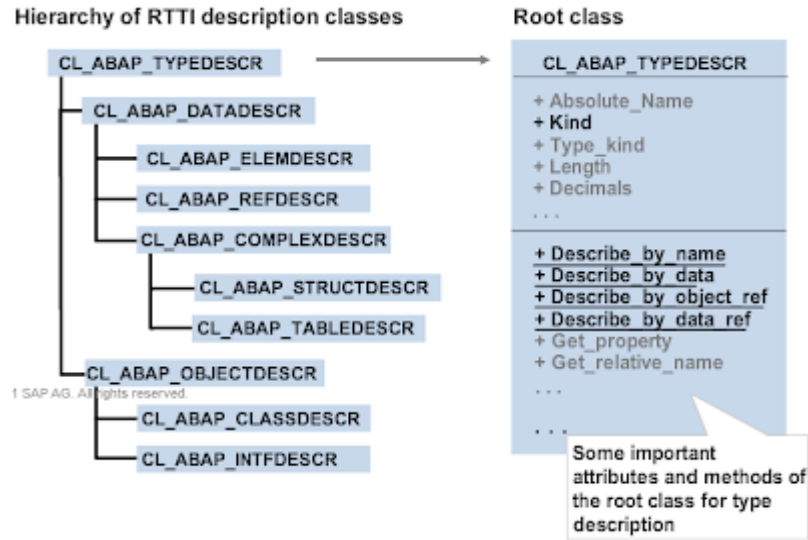 Hierarchy of RTTI description classes
CL_ABAP_TYPEDESCR
CL_ABAP_DATADESCR
CL_ABAP_ELEMDESCR
CL_ABAP_REFDESCR
CL_ABAP_COMPLEXDESCR
CL_ABAP_STRUCTDESCR
CL_ABAP_TABLEDESCR
CL_ABAP_OBJECTDESCR
1 SAP AG. All rights reserved.
CL_ABAP_CLASSDESCR
CL_ABAP_INTFDESCR
Root class
CL_ABAP_TYPEDESCR
+ Absolute_Name
+ Kind
+ Type_kind
+ Length
+ Decimals
. . .
+ Describe_by_name
+ Describe_by_data
+ Describe_by_object_ref
+ Describe_by_data_ref
+ Get_property
+ Get_relative_name
. . .
. . .
Some important
attributes and methods of
the root class for type
description